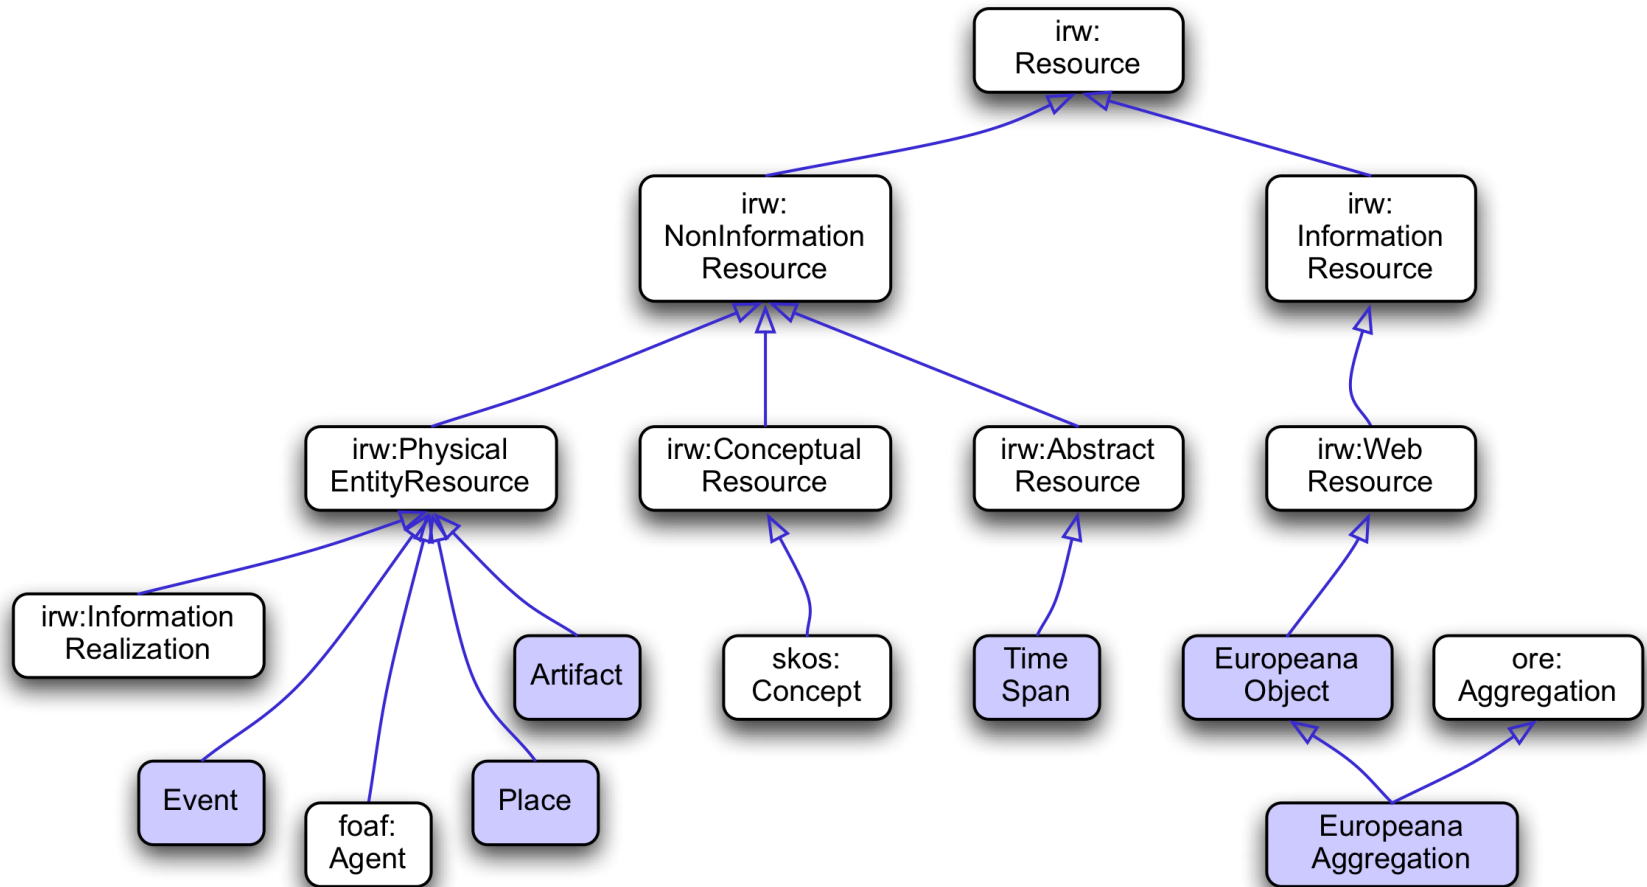 irw:
Resource
irw:
NonInformation
Resource
irw:
Information
Resource
irw:Physical
EntityResource
irw:Conceptual
Resource
irw:Abstract
Resource
irw:Web
Resource
irw:Information
Realization
Artifact
skos:
Concept
Time
Span
Europeana
Object
ore:
Aggregation
Event
foaf:
Agent
Place
Europeana
Aggregation